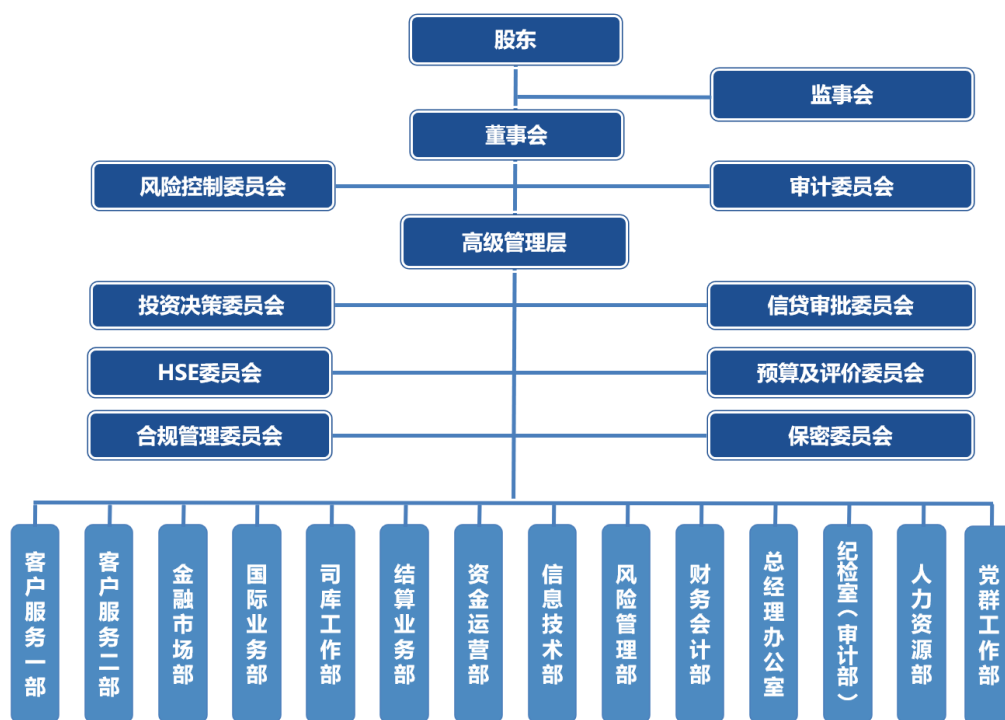 股东
监事会
董事会
风险控制委员会
审计委员会
高级管理层
投资决策委员会
信贷审批委员会
HSE委员会
预算及评价委员会
合规管理委员会
保密委员会
客户服务一部
客户服务二部
金融市场部
国际业务部
司库工作部
结算业务部
资金运营部
信息技术部
风险管理部
财务会计部
总经理办公室
纪检室（审计部）
人力资源部
党群工作部